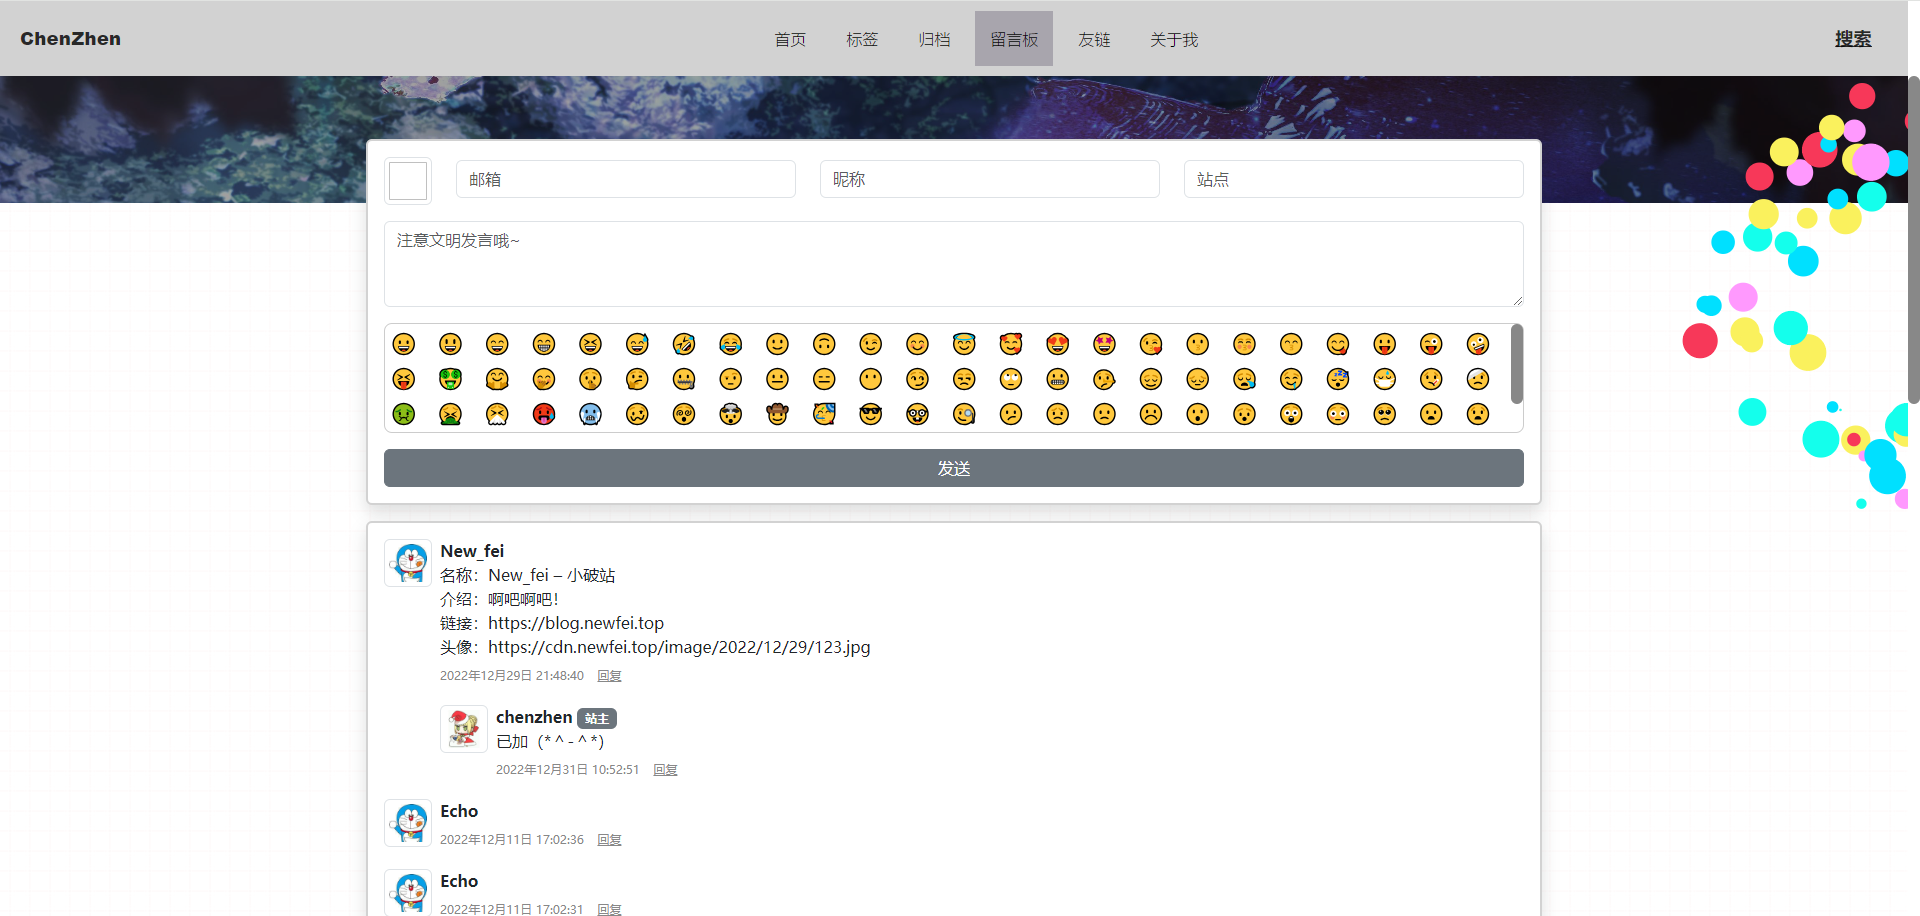 ChenZhen 首页 标签 归档 留言板 友链 关于我 搜索
邮箱 昵称 站点
注意文明发言哦~
发送
New_fei
名称：New_fei – 小破站
介绍：啊吧啊吧！
链接：https://blog.newfei.top
头像：https://cdn.newfei.top/image/2022/12/29/123.jpg
2022年12月29日 21:48:40 回复
chenzhen 站主
已加（*＾-＾*）
2022年12月31日 10:52:51 回复
Echo
2022年12月11日 17:02:36 回复
Echo
2022年12月11日 17:02:31 回复